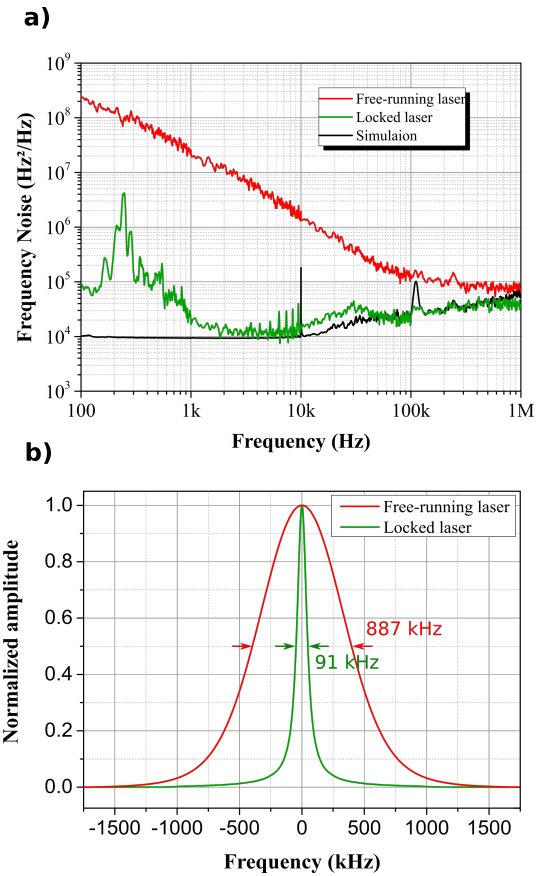 a)
10⁹
10⁸
10⁷
10⁶
10⁵
10⁴
10³
Frequency Noise (Hz²/Hz)
Free-running laser
Locked laser
Simulaion
100 1k 10k 100k 1M
Frequency (Hz)
b)
1.0
0.8
0.6
0.4
0.2
0.0
Normalized amplitude
Free-running laser
Locked laser
887 kHz
91 kHz
-1500 -1000 -500 0 500 1000 1500
Frequency (kHz)